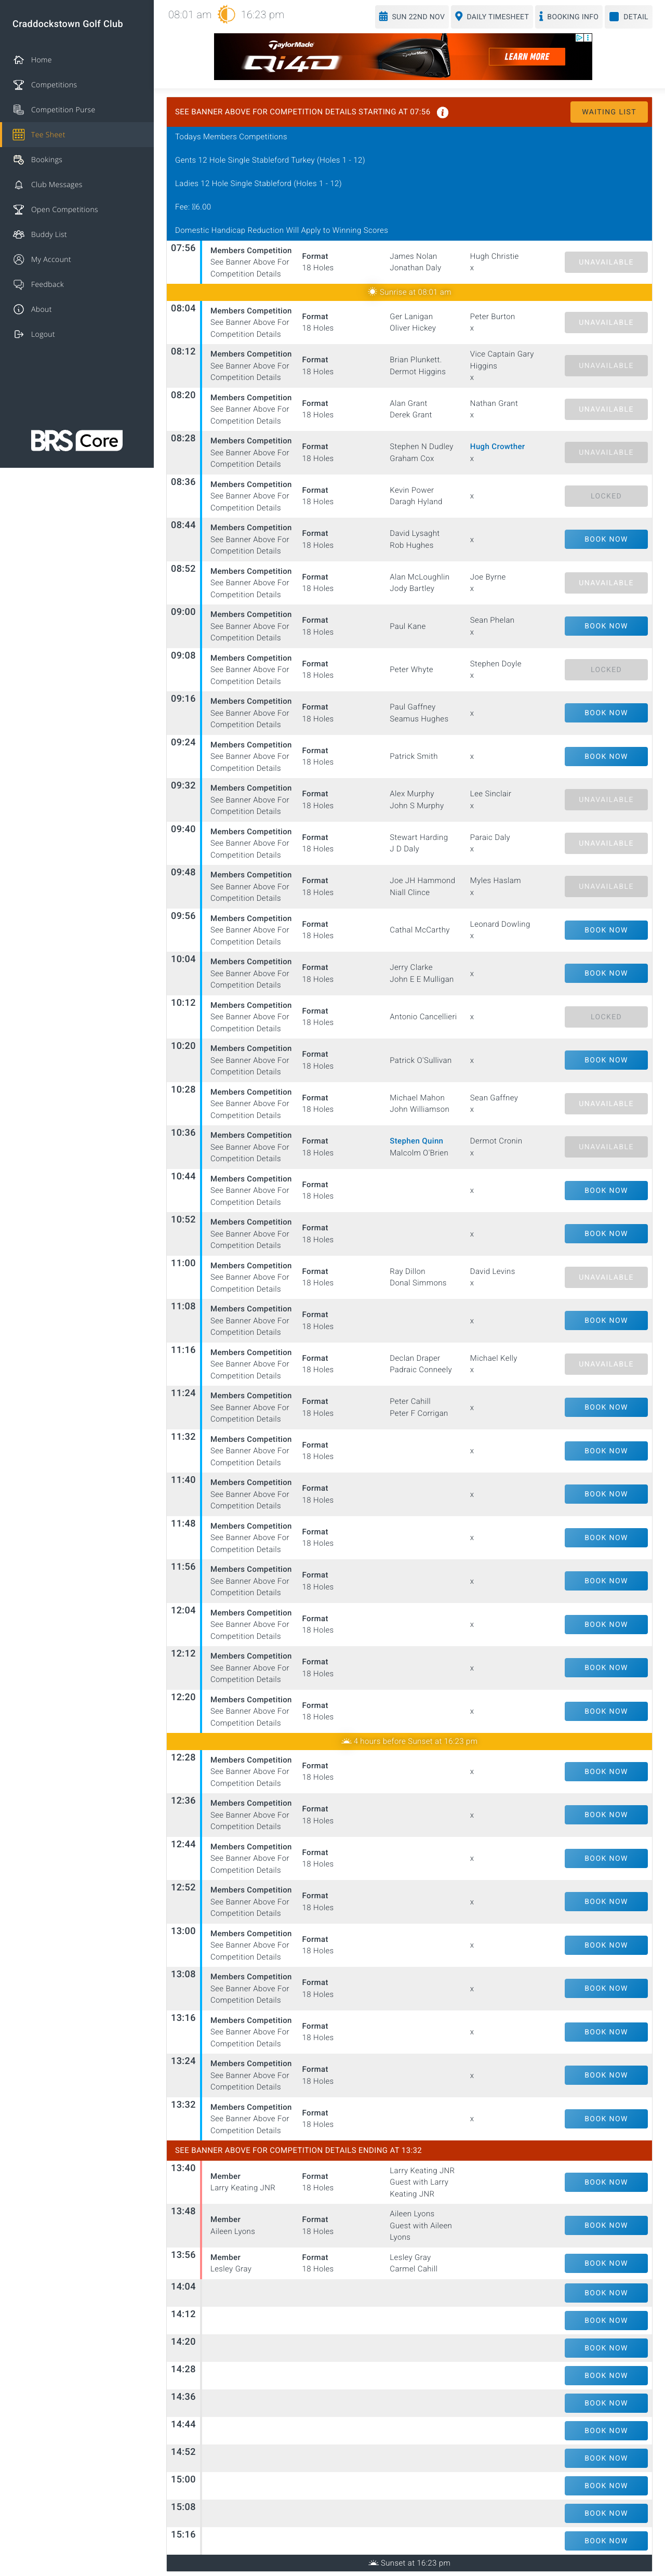 Craddockstown Golf Club
Home
Competitions
Competition Purse
Tee Sheet
Bookings
Club Messages
Open Competitions
Buddy List
My Account
Feedback
About
Logout
BRS Core
08:01 am 16:23 pm
SUN 22ND NOV DAILY TIMESHEET BOOKING INFO DETAIL
TaylorMade
Qi4D
LEARN MORE
SEE BANNER ABOVE FOR COMPETITION DETAILS STARTING AT 07:56 WAITING LIST
Todays Members Competitions
Gents 12 Hole Single Stableford Turkey (Holes 1 - 12)
Ladies 12 Hole Single Stableford (Holes 1 - 12)
Fee: 6.00
Domestic Handicap Reduction Will Apply to Winning Scores
07:56 Members Competition Format James Nolan Hugh Christie
See Banner Above For 18 Holes Jonathan Daly x UNAVAILABLE
Competition Details
Sunrise at 08:01 am
08:04 Members Competition Format Ger Lanigan Peter Burton
See Banner Above For 18 Holes Oliver Hickey x UNAVAILABLE
Competition Details
08:12 Members Competition Format Brian Plunkett. Vice Captain Gary Higgins
See Banner Above For 18 Holes Dermot Higgins x UNAVAILABLE
Competition Details
08:20 Members Competition Format Alan Grant Nathan Grant
See Banner Above For 18 Holes Derek Grant x UNAVAILABLE
Competition Details
08:28 Members Competition Format Stephen N Dudley Hugh Crowther
See Banner Above For 18 Holes Graham Cox x UNAVAILABLE
Competition Details
08:36 Members Competition Format Kevin Power
See Banner Above For 18 Holes Daragh Hyland x LOCKED
Competition Details
08:44 Members Competition Format David Lysaght
See Banner Above For 18 Holes Rob Hughes x BOOK NOW
Competition Details
08:52 Members Competition Format Alan McLoughlin Joe Byrne
See Banner Above For 18 Holes Jody Bartley x UNAVAILABLE
Competition Details
09:00 Members Competition Format Paul Kane Sean Phelan
See Banner Above For 18 Holes x BOOK NOW
Competition Details
09:08 Members Competition Format Peter Whyte Stephen Doyle
See Banner Above For 18 Holes x LOCKED
Competition Details
09:16 Members Competition Format Paul Gaffney
See Banner Above For 18 Holes Seamus Hughes x BOOK NOW
Competition Details
09:24 Members Competition Format Patrick Smith
See Banner Above For 18 Holes x BOOK NOW
Competition Details
09:32 Members Competition Format Alex Murphy Lee Sinclair
See Banner Above For 18 Holes John S Murphy x UNAVAILABLE
Competition Details
09:40 Members Competition Format Stewart Harding Paraic Daly
See Banner Above For 18 Holes J D Daly x UNAVAILABLE
Competition Details
09:48 Members Competition Format Joe JH Hammond Myles Haslam
See Banner Above For 18 Holes Niall Clince x UNAVAILABLE
Competition Details
09:56 Members Competition Format Cathal McCarthy Leonard Dowling
See Banner Above For 18 Holes x BOOK NOW
Competition Details
10:04 Members Competition Format Jerry Clarke
See Banner Above For 18 Holes John E E Mulligan x BOOK NOW
Competition Details
10:12 Members Competition Format Antonio Cancellieri
See Banner Above For 18 Holes x LOCKED
Competition Details
10:20 Members Competition Format Patrick O'Sullivan
See Banner Above For 18 Holes x BOOK NOW
Competition Details
10:28 Members Competition Format Michael Mahon Sean Gaffney
See Banner Above For 18 Holes John Williamson x UNAVAILABLE
Competition Details
10:36 Members Competition Format Stephen Quinn Dermot Cronin
See Banner Above For 18 Holes Malcolm O'Brien x UNAVAILABLE
Competition Details
10:44 Members Competition Format
See Banner Above For 18 Holes x BOOK NOW
Competition Details
10:52 Members Competition Format
See Banner Above For 18 Holes x BOOK NOW
Competition Details
11:00 Members Competition Format Ray Dillon David Levins
See Banner Above For 18 Holes Donal Simmons x UNAVAILABLE
Competition Details
11:08 Members Competition Format
See Banner Above For 18 Holes x BOOK NOW
Competition Details
11:16 Members Competition Format Declan Draper Michael Kelly
See Banner Above For 18 Holes Padraic Conneely x UNAVAILABLE
Competition Details
11:24 Members Competition Format Peter Cahill
See Banner Above For 18 Holes Peter F Corrigan x BOOK NOW
Competition Details
11:32 Members Competition Format
See Banner Above For 18 Holes x BOOK NOW
Competition Details
11:40 Members Competition Format
See Banner Above For 18 Holes x BOOK NOW
Competition Details
11:48 Members Competition Format
See Banner Above For 18 Holes x BOOK NOW
Competition Details
11:56 Members Competition Format
See Banner Above For 18 Holes x BOOK NOW
Competition Details
12:04 Members Competition Format
See Banner Above For 18 Holes x BOOK NOW
Competition Details
12:12 Members Competition Format
See Banner Above For 18 Holes x BOOK NOW
Competition Details
12:20 Members Competition Format
See Banner Above For 18 Holes x BOOK NOW
Competition Details
4 hours before Sunset at 16:23 pm
12:28 Members Competition Format
See Banner Above For 18 Holes x BOOK NOW
Competition Details
12:36 Members Competition Format
See Banner Above For 18 Holes x BOOK NOW
Competition Details
12:44 Members Competition Format
See Banner Above For 18 Holes x BOOK NOW
Competition Details
12:52 Members Competition Format
See Banner Above For 18 Holes x BOOK NOW
Competition Details
13:00 Members Competition Format
See Banner Above For 18 Holes x BOOK NOW
Competition Details
13:08 Members Competition Format
See Banner Above For 18 Holes x BOOK NOW
Competition Details
13:16 Members Competition Format
See Banner Above For 18 Holes x BOOK NOW
Competition Details
13:24 Members Competition Format
See Banner Above For 18 Holes x BOOK NOW
Competition Details
13:32 Members Competition Format
See Banner Above For 18 Holes x BOOK NOW
Competition Details
SEE BANNER ABOVE FOR COMPETITION DETAILS ENDING AT 13:32
13:40 Member Format Larry Keating JNR
Larry Keating JNR 18 Holes Guest with Larry Keating JNR BOOK NOW
13:48 Member Format Aileen Lyons
Aileen Lyons 18 Holes Guest with Aileen Lyons BOOK NOW
13:56 Member Format Lesley Gray
Lesley Gray 18 Holes Carmel Cahill BOOK NOW
14:04 BOOK NOW
14:12 BOOK NOW
14:20 BOOK NOW
14:28 BOOK NOW
14:36 BOOK NOW
14:44 BOOK NOW
14:52 BOOK NOW
15:00 BOOK NOW
15:08 BOOK NOW
15:16 BOOK NOW
Sunset at 16:23 pm